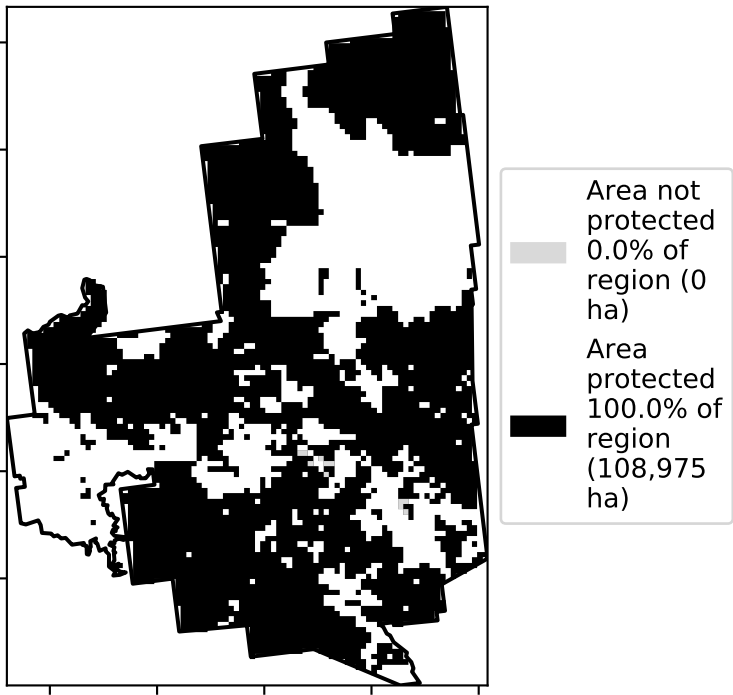 Area not
protected
0.0% of
region (0
ha)
Area
protected
100.0% of
region
(108,975
ha)